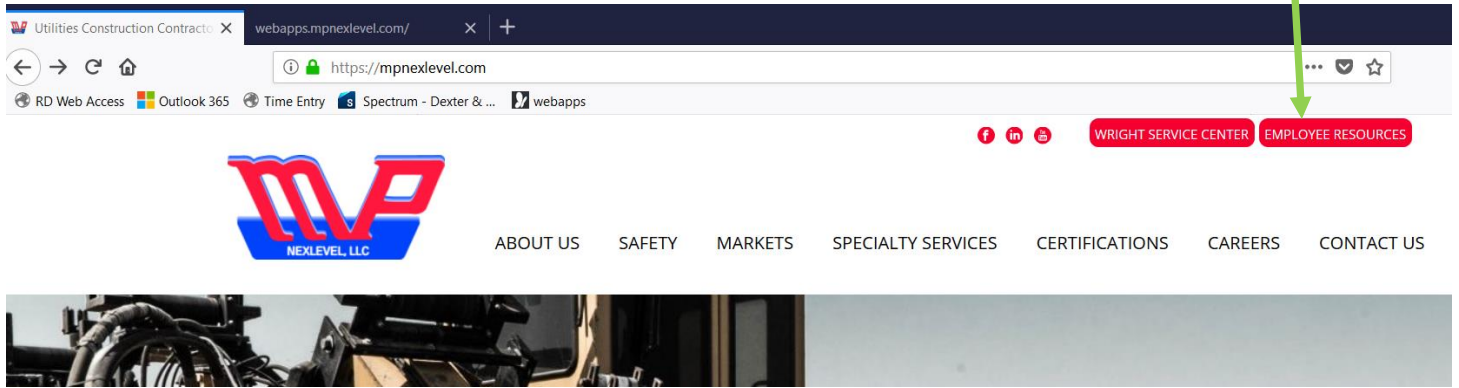 Utilities Construction Contracto
webapps.mpnexlevel.com/
https://mpnexlevel.com
RD Web Access Outlook 365 Time Entry Spectrum - Dexter & ... webapps
WRIGHT SERVICE CENTER EMPLOYEE RESOURCES
MP
NEXLEVEL, LLC
ABOUT US SAFETY MARKETS SPECIALTY SERVICES CERTIFICATIONS CAREERS CONTACT US